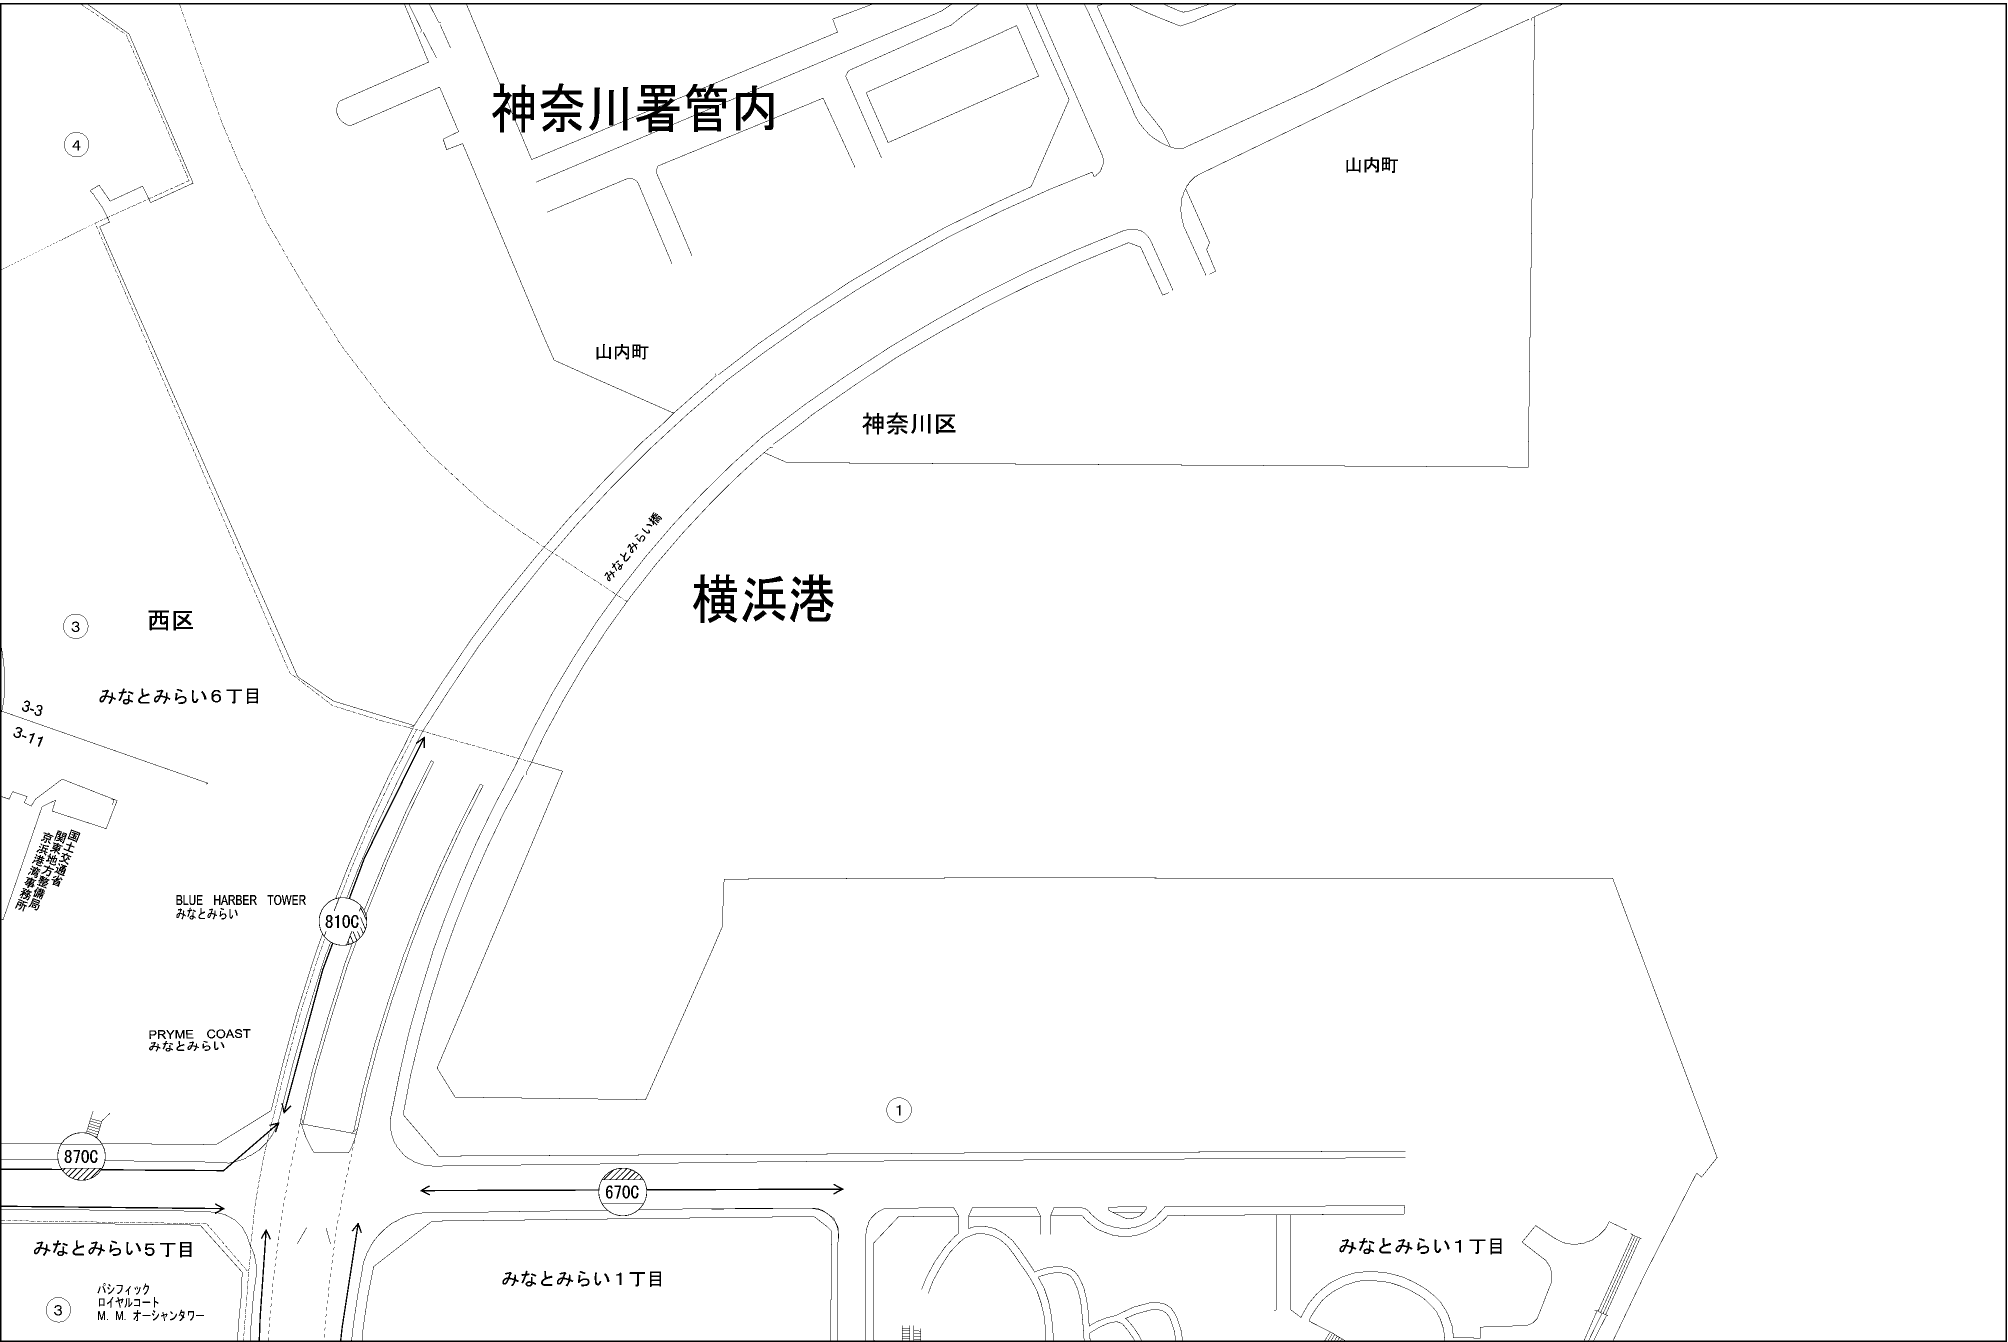 神奈川署管内
4
山内町
山内町
神奈川区
みなとみらい橋
横浜港
3
西区
みなとみらい６丁目
3-3
3-11
国土交通省
関東地方整備局
京浜港湾事務所
BLUE HARBER TOWER
みなとみらい
810C
PRYME COAST
みなとみらい
1
870C
670C
みなとみらい５丁目
みなとみらい１丁目
みなとみらい１丁目
3
パシフィック
ロイヤルコート
M. M. オーシャンタワー